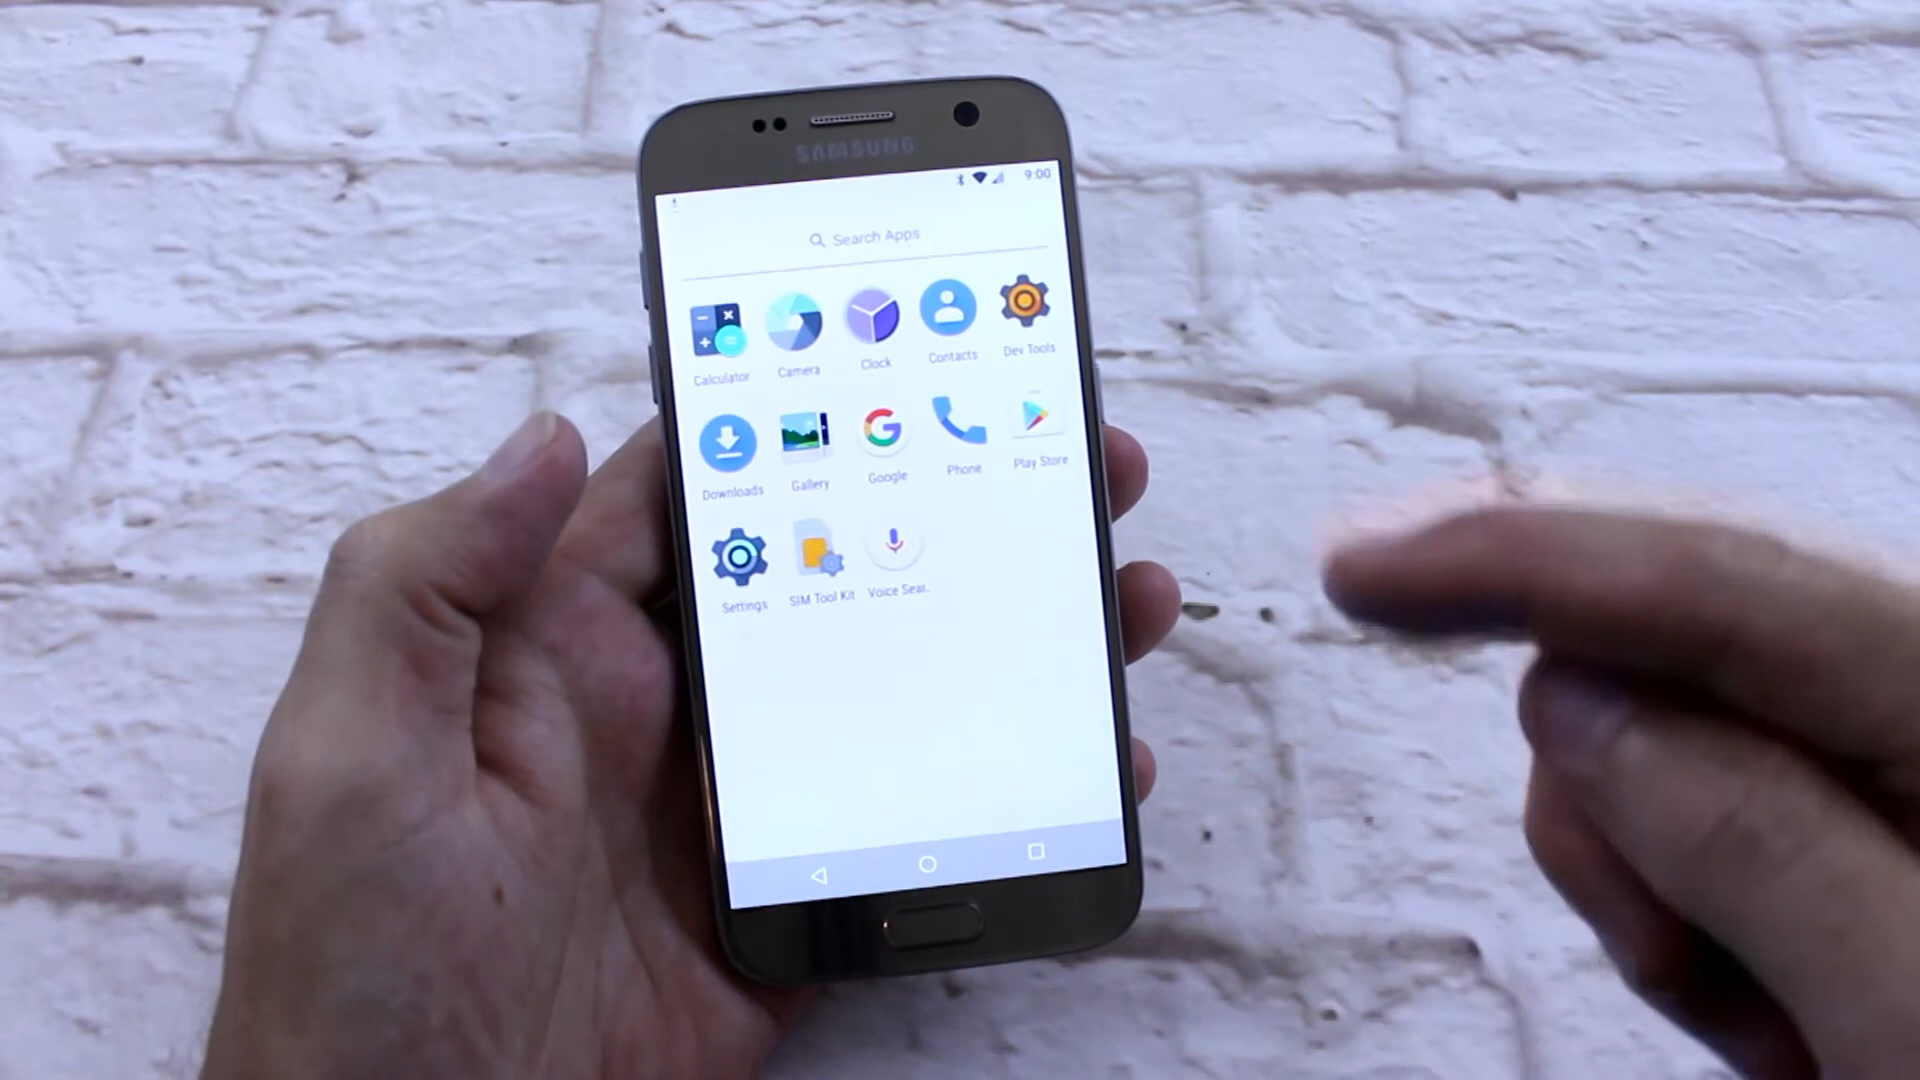 SAMSUNG
9:00
Search Apps
Calculator Camera Clock Contacts Dev Tools
Downloads Gallery Google Phone Play Store
Settings SIM Tool Kit Voice Sear..